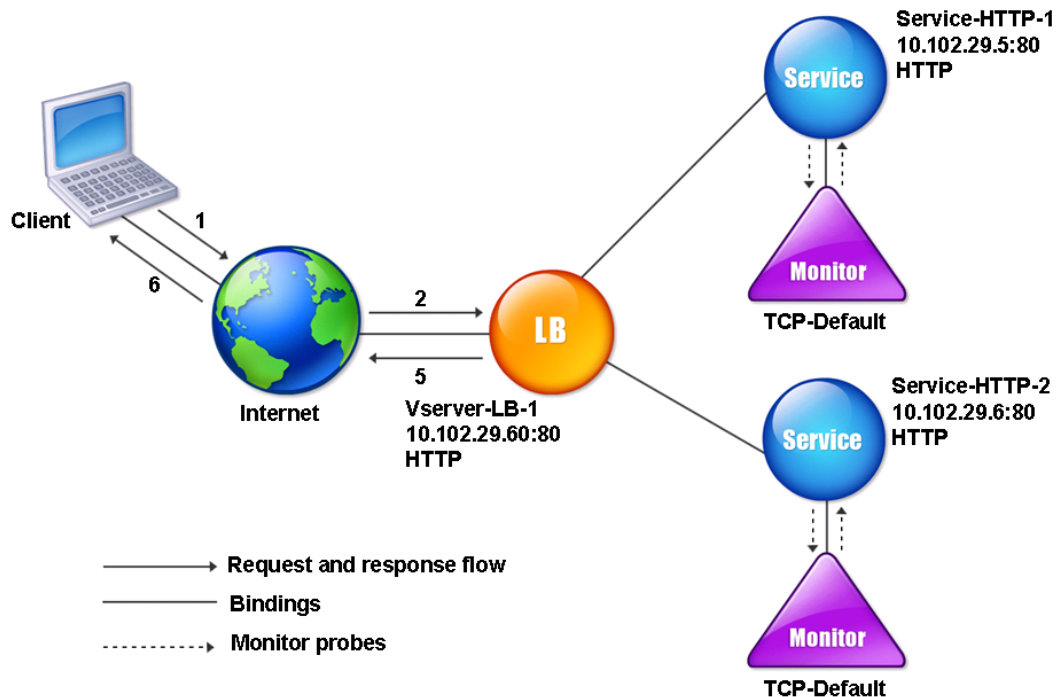 Service-HTTP-1
10.102.29.5:80
HTTP
Service
Client
1
6
Monitor
TCP-Default
2
LB
5
Internet
Vserver-LB-1
10.102.29.60:80
HTTP
Service-HTTP-2
10.102.29.6:80
HTTP
Service
Request and response flow
Bindings
Monitor probes
Monitor
TCP-Default